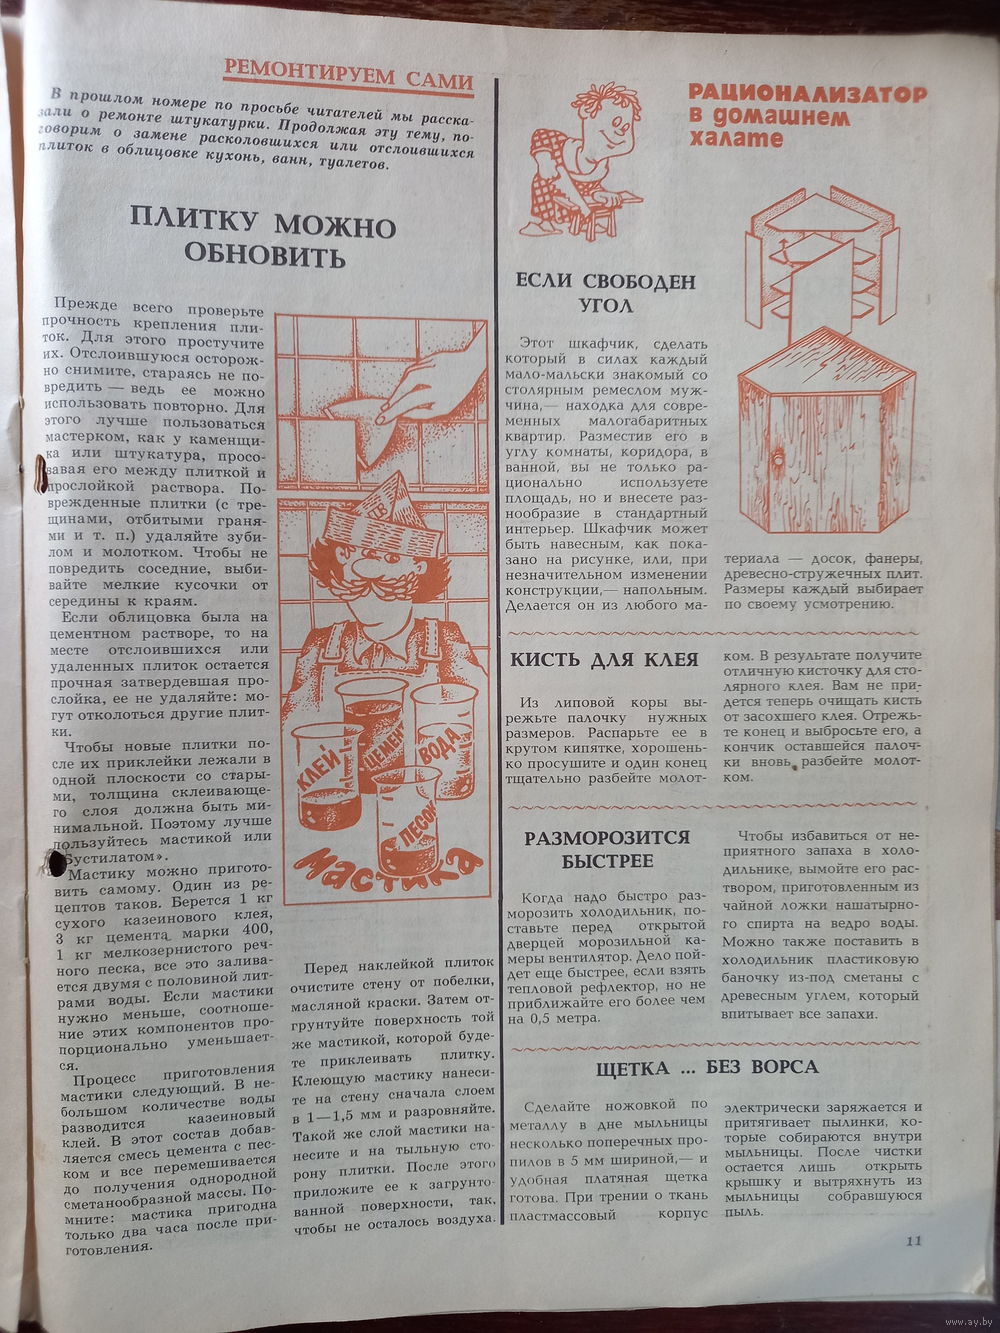 РЕМОНТИРУЕМ САМИ
В прошлом номере по просьбе читателей мы расска-
зали о ремонте штукатурки. Продолжая эту тему, по-
говорим о замене расколовшихся или отслоившихся
плиток в облицовке кухонь, ванн, туалетов.
ПЛИТКУ МОЖНО
ОБНОВИТЬ
Прежде всего проверьте
прочность крепления пли-
ток. Для этого простучите
их. Отслоившуюся осторож-
но снимите, стараясь не по-
вредить — ведь ее можно
использовать повторно. Для
этого лучше пользоваться
мастерком, как у каменщи-
ка или штукатура, просо-
вывая его между плиткой и
прослойкой раствора. По-
врежденные плитки (с тре-
щинами, отбитыми граня-
ми и т. п.) удаляйте зуби-
лом и молотком. Чтобы не
повредить соседние, выби-
вайте мелкие кусочки от
середины к краям.
Если облицовка была на
цементном растворе, то на
месте отслоившихся или
удаленных плиток остается
прочная затвердевшая про-
слойка, ее не удаляйте: мо-
гут отколоться другие плит-
ки.
Чтобы новые плитки по-
сле их приклейки лежали в
одной плоскости со стары-
ми, толщина склеивающе-
го слоя должна быть ми-
нимальной. Поэтому лучше
пользуйтесь мастикой или
«Бустилатом».
Мастику можно пригото-
вить самому. Один из ре-
цептов таков. Берется 1 кг
сухого казеинового клея,
3 кг цемента марки 400,
1 кг мелкозернистого реч-
ного песка, все это залива-
ется двумя с половиной лит-
рами воды. Если мастики
нужно меньше, соотноше-
ние этих компонентов про-
порционально уменьшает-
ся.
Процесс приготовления
мастики следующий. В не-
большом количестве воды
разводится казеиновый
клей. В этот состав добав-
ляется смесь цемента с пес-
ком и все перемешивается
до получения однородной
сметанообразной массы. По-
мните: мастика пригодна
только два часа после при-
готовления.
КЛЕЙ
ЦЕМЕНТ
ВОДА
ПЕСОК
мастика
Перед наклейкой плиток
очистите стену от побелки,
масляной краски. Затем от-
грунтуйте поверхность той
же мастикой, которой буде-
те приклеивать плитку.
Клеющую мастику нанеси-
те на стену сначала слоем
в 1—1,5 мм и разровняйте.
Такой же слой мастики на-
несите и на тыльную сто-
рону плитки. После этого
приложите ее к загрунто-
ванной поверхности, так,
чтобы не осталось воздуха.
РАЦИОНАЛИЗАТОР
в домашнем
халате
ЕСЛИ СВОБОДЕН
УГОЛ
Этот шкафчик, сделать
который в силах каждый
мало-мальски знакомый со
столярным ремеслом муж-
чина,— находка для совре-
менных малогабаритных
квартир. Разместив его в
углу комнаты, коридора, в
ванной, вы не только ра-
ционально используете
площадь, но и внесете раз-
нообразие в стандартный
интерьер. Шкафчик может
быть навесным, как пока-
зано на рисунке, или, при
незначительном изменении
конструкции,— напольным.
Делается он из любого ма-
териала — досок, фанеры,
древесно-стружечных плит.
Размеры каждый выбирает
по своему усмотрению.
КИСТЬ ДЛЯ КЛЕЯ
Из липовой коры вы-
режьте палочку нужных
размеров. Распарьте ее в
крутом кипятке, хорошень-
ко просушите и один конец
тщательно разбейте молот-
ком. В результате получите
отличную кисточку для сто-
лярного клея. Вам не при-
дется теперь очищать кисть
от засохшего клея. Отрежь-
те конец и выбросьте его, а
кончик оставшейся палоч-
ки вновь разбейте молот-
ком.
РАЗМОРОЗИТСЯ
БЫСТРЕЕ
Когда надо быстро раз-
морозить холодильник, по-
ставьте перед открытой
дверцей морозильной ка-
меры вентилятор. Дело пой-
дет еще быстрее, если взять
тепловой рефлектор, но не
приближайте его более чем
на 0,5 метра.
Чтобы избавиться от не-
приятного запаха в холо-
дильнике, вымойте его рас-
твором, приготовленным из
чайной ложки нашатырно-
го спирта на ведро воды.
Можно также поставить в
холодильник пластиковую
баночку из-под сметаны с
древесным углем, который
впитывает все запахи.
ЩЕТКА ... БЕЗ ВОРСА
Сделайте ножовкой по
металлу в дне мыльницы
несколько поперечных про-
пилов в 5 мм шириной,— и
удобная платяная щетка
готова. При трении о ткань
пластмассовый корпус
электрически заряжается и
притягивает пылинки, ко-
торые собираются внутри
мыльницы. После чистки
остается лишь открыть
крышку и вытряхнуть из
мыльницы собравшуюся
пыль.
11
www.ay.by